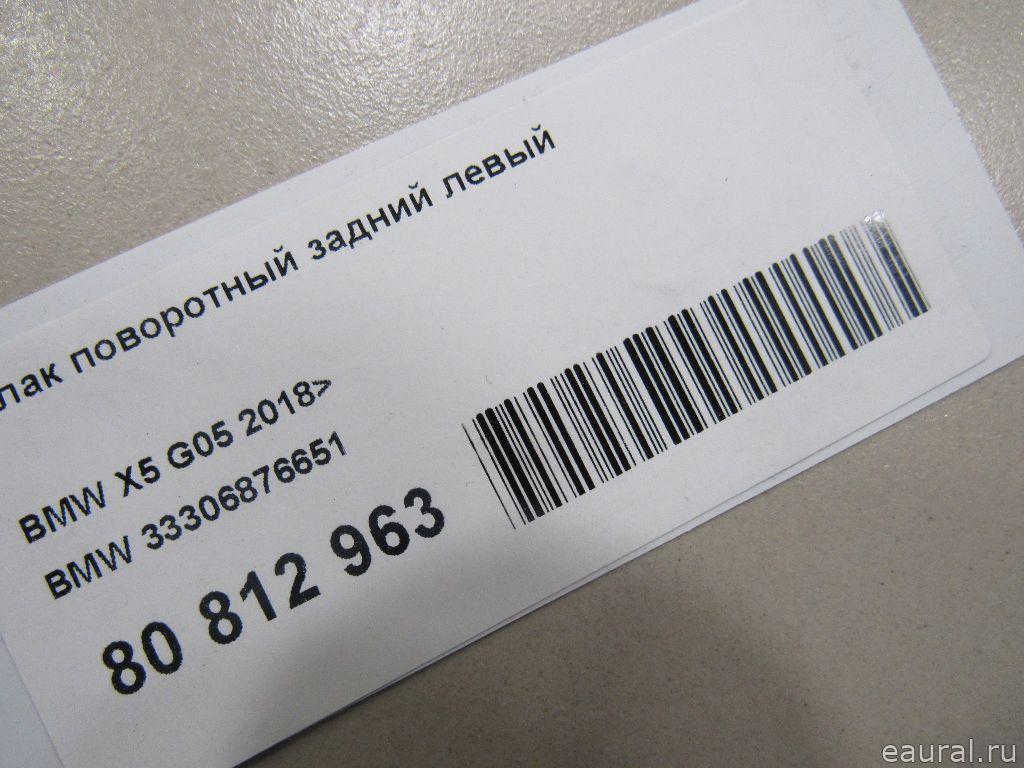 лак поворотный задний левый
BMW X5 G05 2018>
BMW 33306876651
80 812 963
eaural.ru